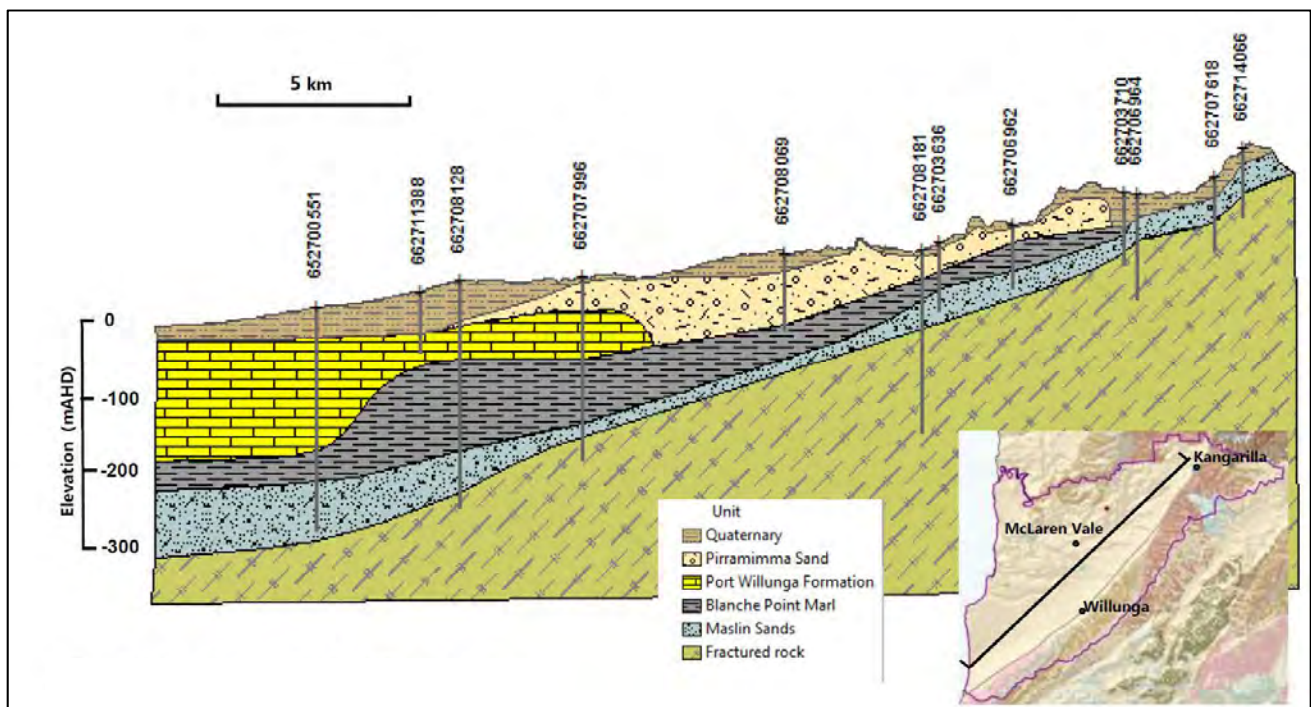 5 km
652700551
662711388
662708128
662707996
662708069
662708181
662703636
662706962
662703710
662706964
662707618
662714066
Elevation (mAHD)
0
-100
-200
-300
Unit
Quaternary
Pirramimma Sand
Port Willunga Formation
Blanche Point Marl
Maslin Sands
Fractured rock
Kangarilla
McLaren Vale
Willunga